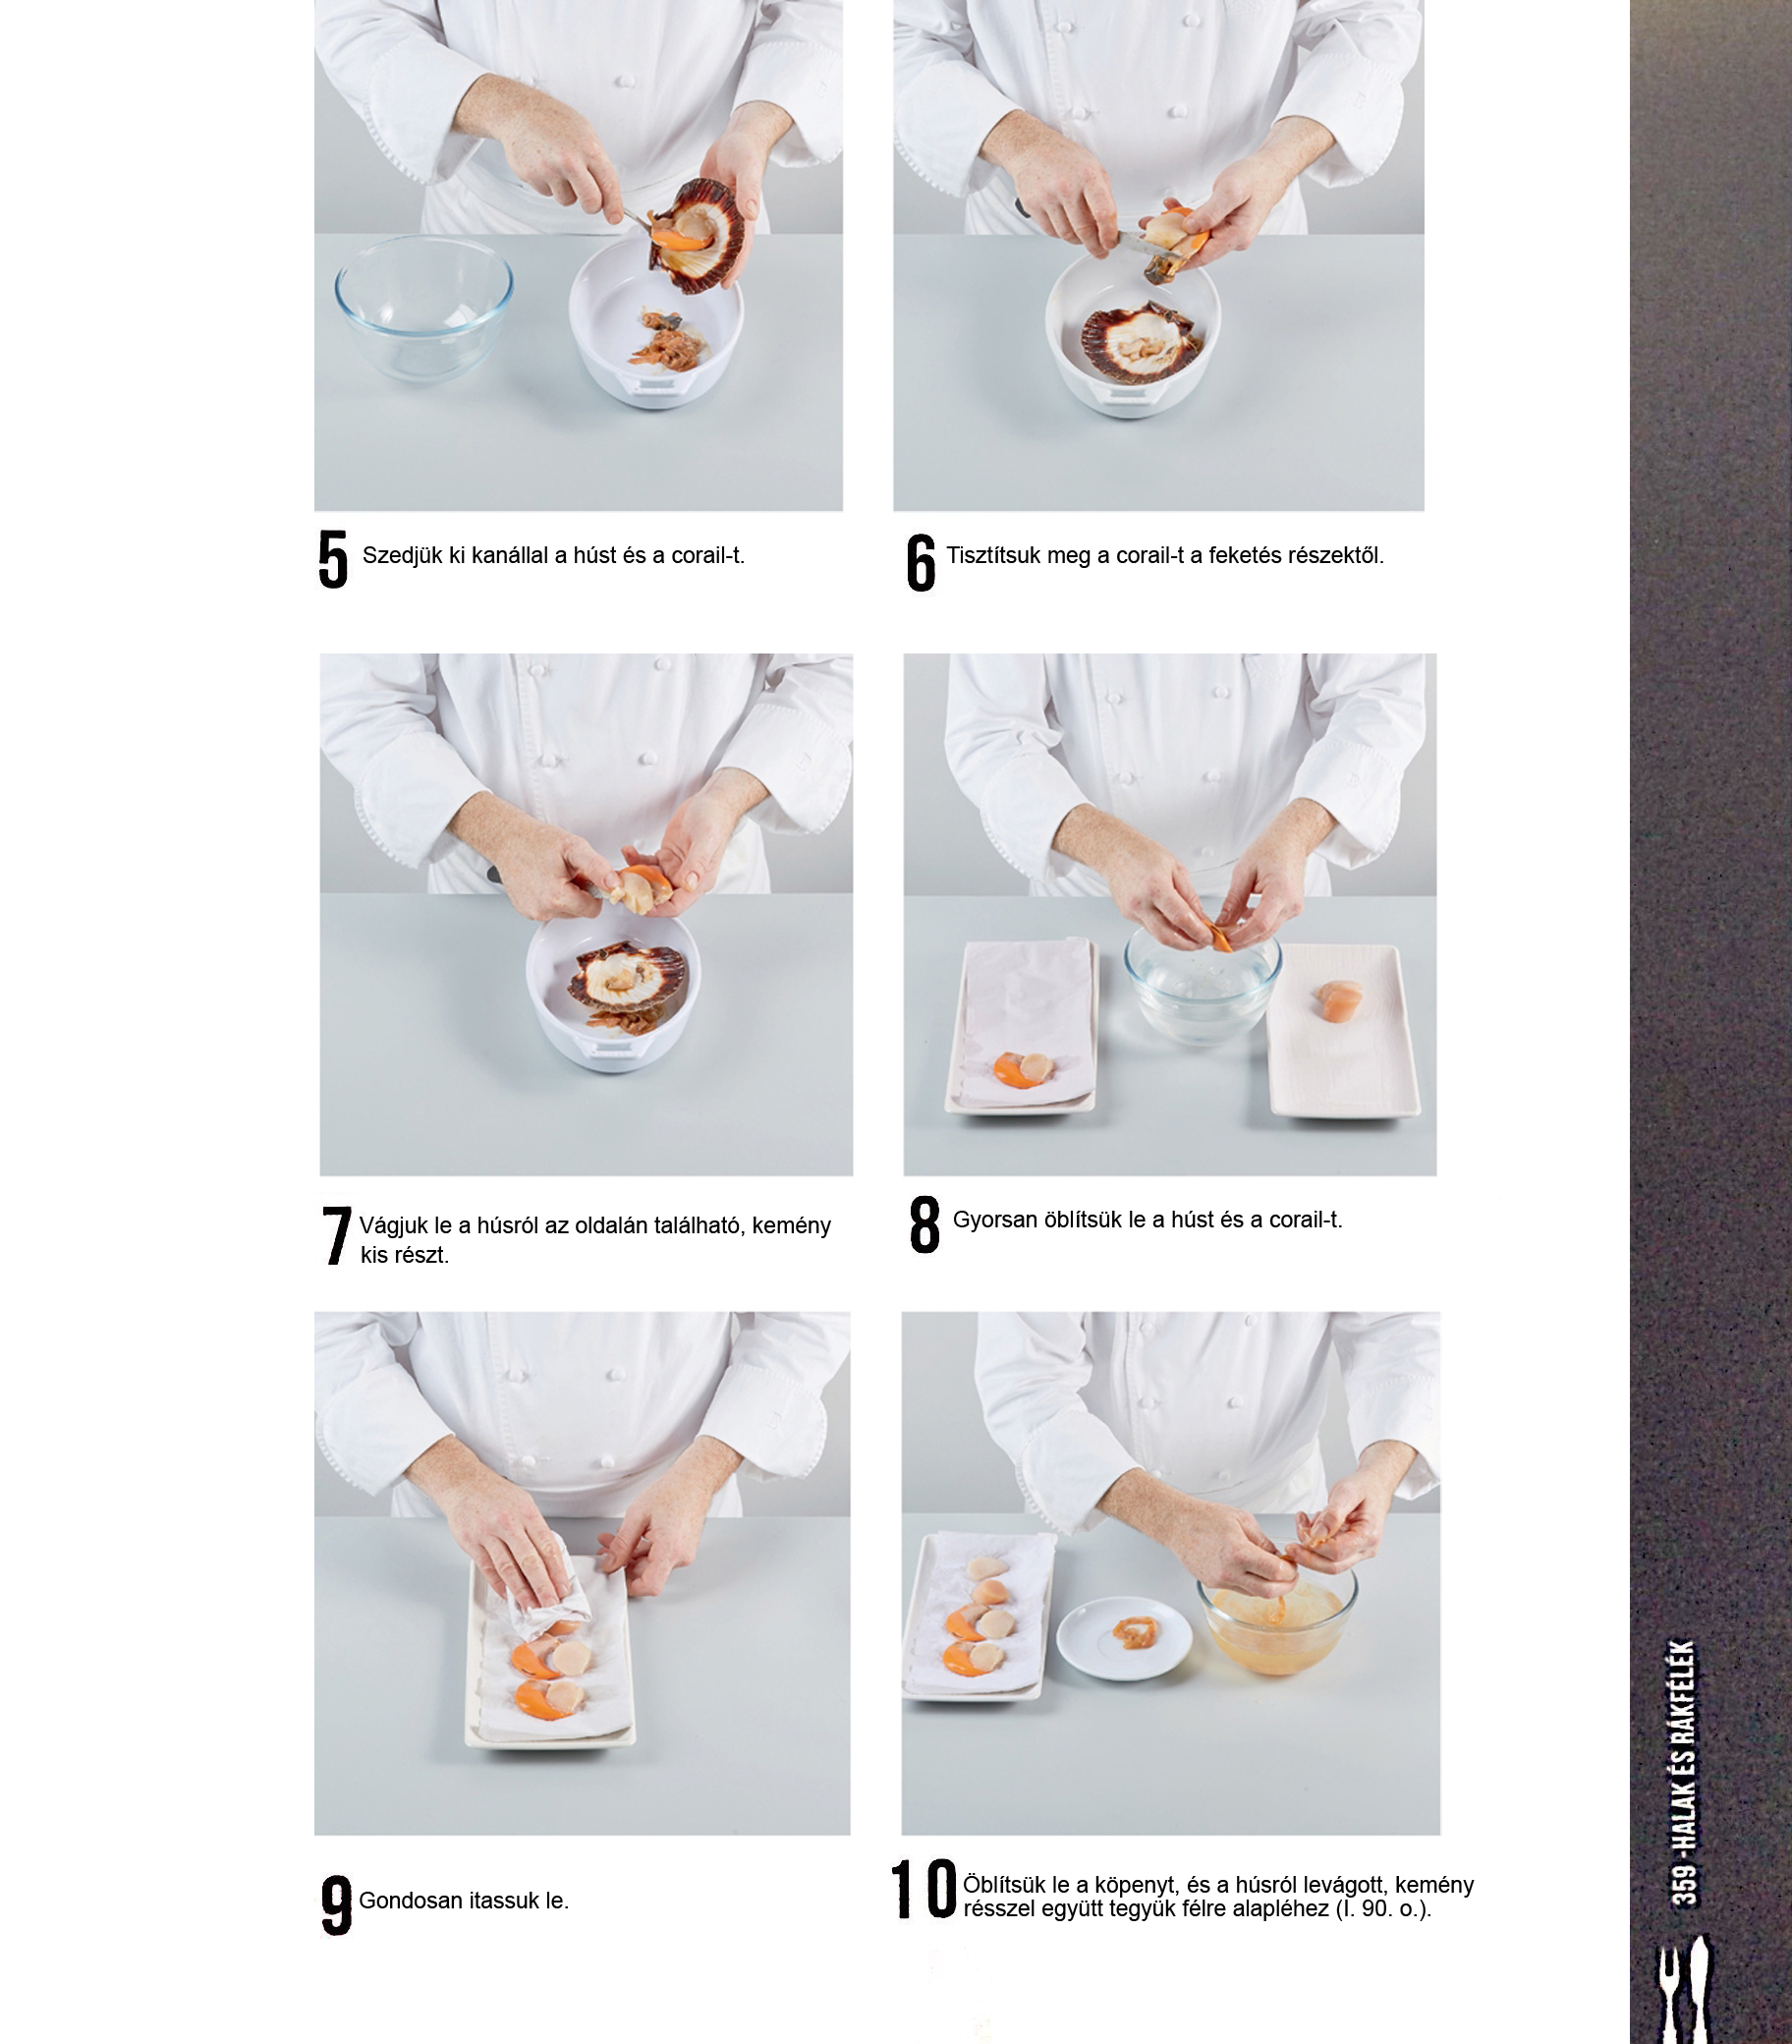 5 Szedjük ki kanállal a húst és a corail-t.
6 Tisztítsuk meg a corail-t a feketés részektől.
7 Vágjuk le a húsról az oldalán található, kemény
kis részt.
8 Gyorsan öblítsük le a húst és a corail-t.
9 Gondosan itassuk le.
10 Öblítsük le a köpenyt, és a húsról levágott, kemény
résszel együtt tegyük félre alapléhez (l. 90. o.).
359 -HALAK ÉS RÁKFÉLÉK